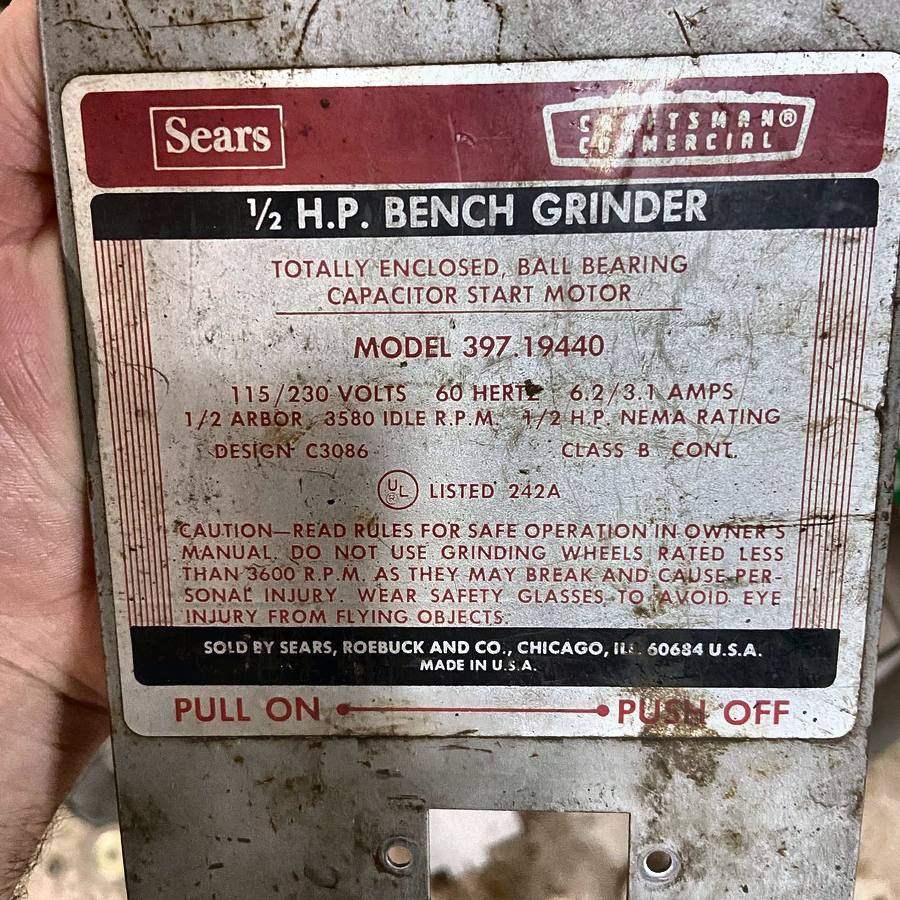 Sears
CRAFTSMAN®
COMMERCIAL
½ H.P. BENCH GRINDER
TOTALLY ENCLOSED, BALL BEARING
CAPACITOR START MOTOR
MODEL 397.19440
115/230 VOLTS 60 HERTZ 6.2/3.1 AMPS
1/2 ARBOR 3580 IDLE R.P.M. 1/2 H.P. NEMA RATING
DESIGN C3086 CLASS B CONT.
UL® LISTED 242A
CAUTION—READ RULES FOR SAFE OPERATION IN OWNER'S
MANUAL. DO NOT USE GRINDING WHEELS RATED LESS
THAN 3600 R.P.M. AS THEY MAY BREAK AND CAUSE PER-
SONAL INJURY. WEAR SAFETY GLASSES TO AVOID EYE
INJURY FROM FLYING OBJECTS.
SOLD BY SEARS, ROEBUCK AND CO., CHICAGO, ILL. 60684 U.S.A.
MADE IN U.S.A.
PULL ON PUSH OFF